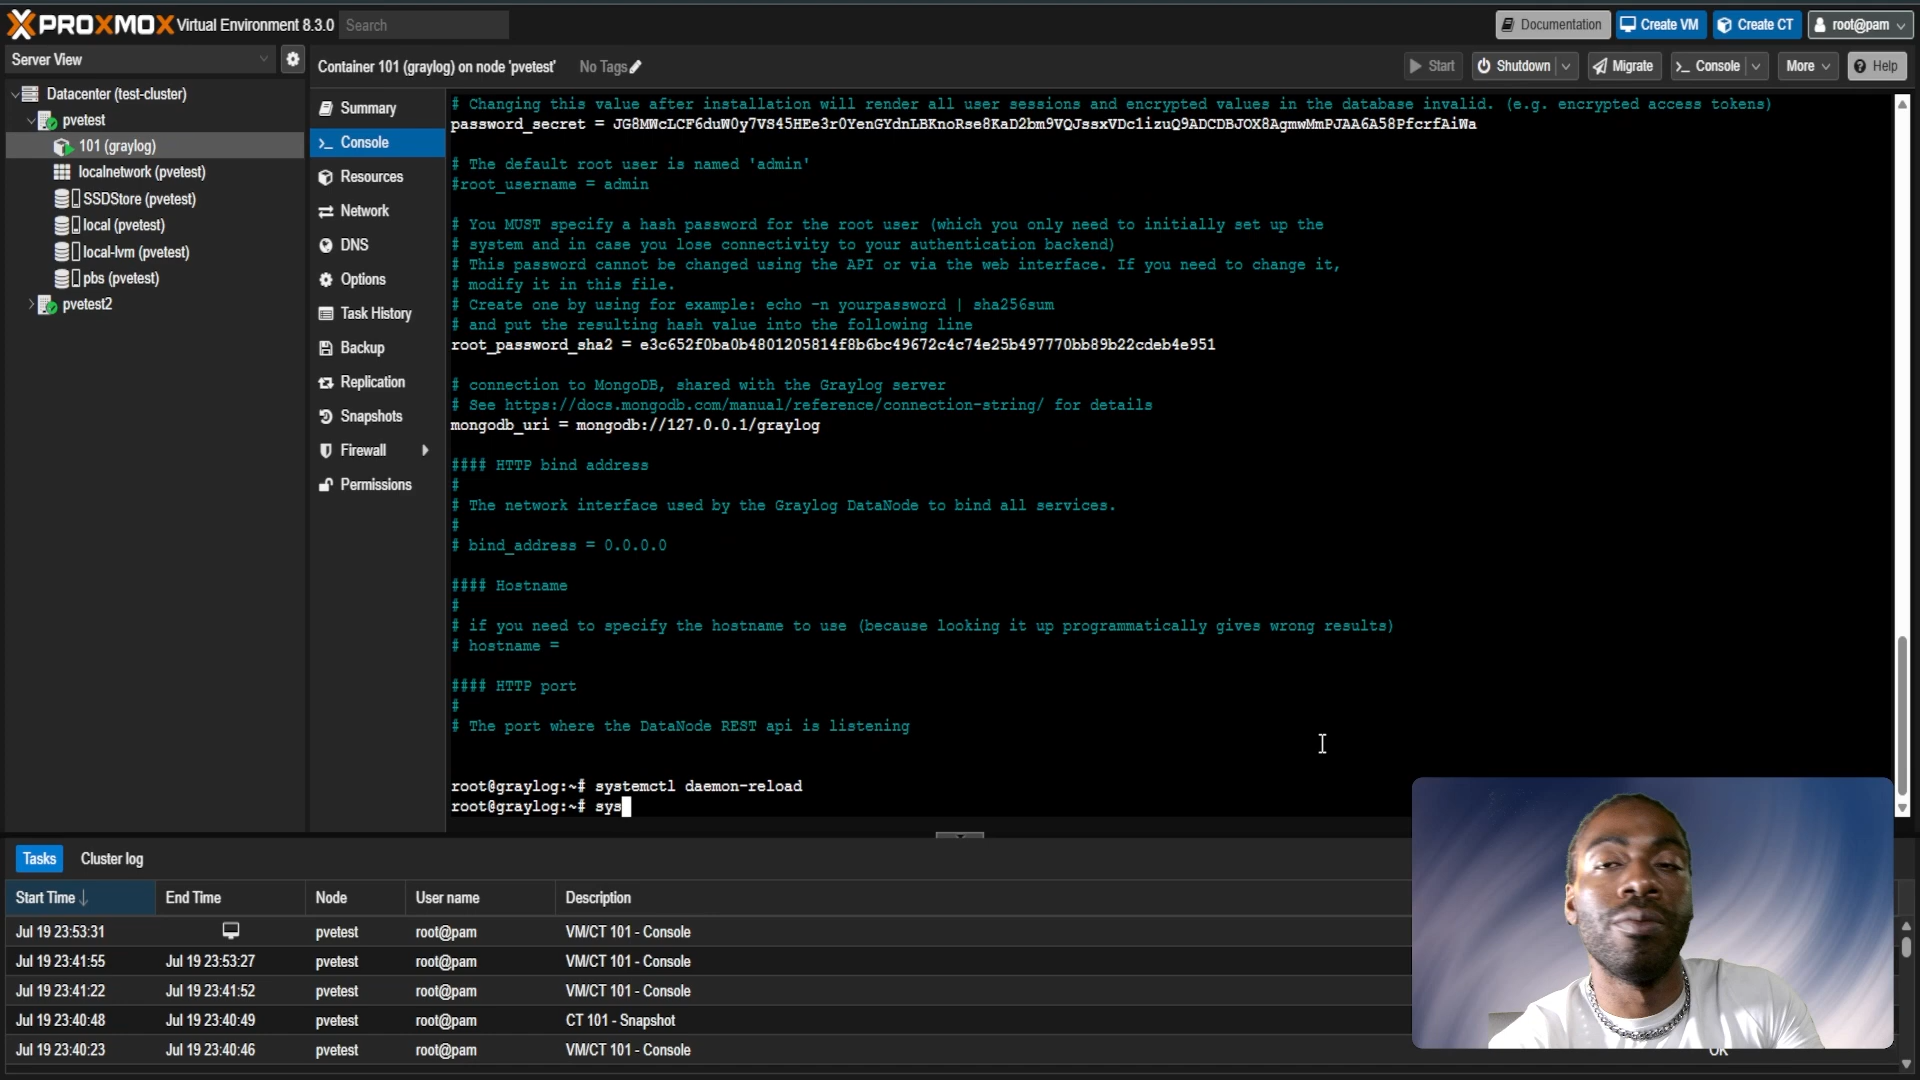 PROXMOX Virtual Environment 8.3.0 Search
Documentation Create VM Create CT root@pam
Server View
Container 101 (graylog) on node 'pvetest' No Tags
Start Shutdown Migrate Console More Help
Datacenter (test-cluster)
pvetest
101 (graylog)
localnetwork (pvetest)
SSDStore (pvetest)
local (pvetest)
local-lvm (pvetest)
pbs (pvetest)
pvetest2
Summary
Console
Resources
Network
DNS
Options
Task History
Backup
Replication
Snapshots
Firewall
Permissions
# Changing this value after installation will render all user sessions and encrypted values in the database invalid. (e.g. encrypted access tokens)
password_secret = JG8MWcLCF6duW0y7VS45HEe3r0YenGYdnLBKnoRse8KaD2bm9VQJssxVDc1izuQ9ADCDBJOX8AgmwMmPJAA6A58PfcrfAiWa
# The default root user is named 'admin'
#root_username = admin
# You MUST specify a hash password for the root user (which you only need to initially set up the
# system and in case you lose connectivity to your authentication backend)
# This password cannot be changed using the API or via the web interface. If you need to change it,
# modify it in this file.
# Create one by using for example: echo -n yourpassword | sha256sum
# and put the resulting hash value into the following line
root_password_sha2 = e3c652f0ba0b4801205814f8b6bc49672c4c74e25b497770bb89b22cdeb4e951
# connection to MongoDB, shared with the Graylog server
# See https://docs.mongodb.com/manual/reference/connection-string/ for details
mongodb_uri = mongodb://127.0.0.1/graylog
#### HTTP bind address
#
# The network interface used by the Graylog DataNode to bind all services.
#
# bind_address = 0.0.0.0
#### Hostname
#
# if you need to specify the hostname to use (because looking it up programmatically gives wrong results)
# hostname =
#### HTTP port
#
# The port where the DataNode REST api is listening
root@graylog:~# systemctl daemon-reload
root@graylog:~# sys
Tasks Cluster log
Start Time End Time Node User name Description
Jul 19 23:53:31 pvetest root@pam VM/CT 101 - Console
Jul 19 23:41:55 Jul 19 23:53:27 pvetest root@pam VM/CT 101 - Console
Jul 19 23:41:22 Jul 19 23:41:52 pvetest root@pam VM/CT 101 - Console
Jul 19 23:40:48 Jul 19 23:40:49 pvetest root@pam CT 101 - Snapshot
Jul 19 23:40:23 Jul 19 23:40:46 pvetest root@pam VM/CT 101 - Console
OK